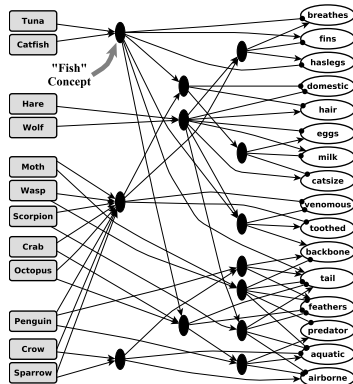 Tuna
Catfish
"Fish"
Concept
Hare
Wolf
Moth
Wasp
Scorpion
Crab
Octopus
Penguin
Crow
Sparrow
breathes
fins
haslegs
domestic
hair
eggs
milk
catsize
venomous
toothed
backbone
tail
feathers
predator
aquatic
airborne